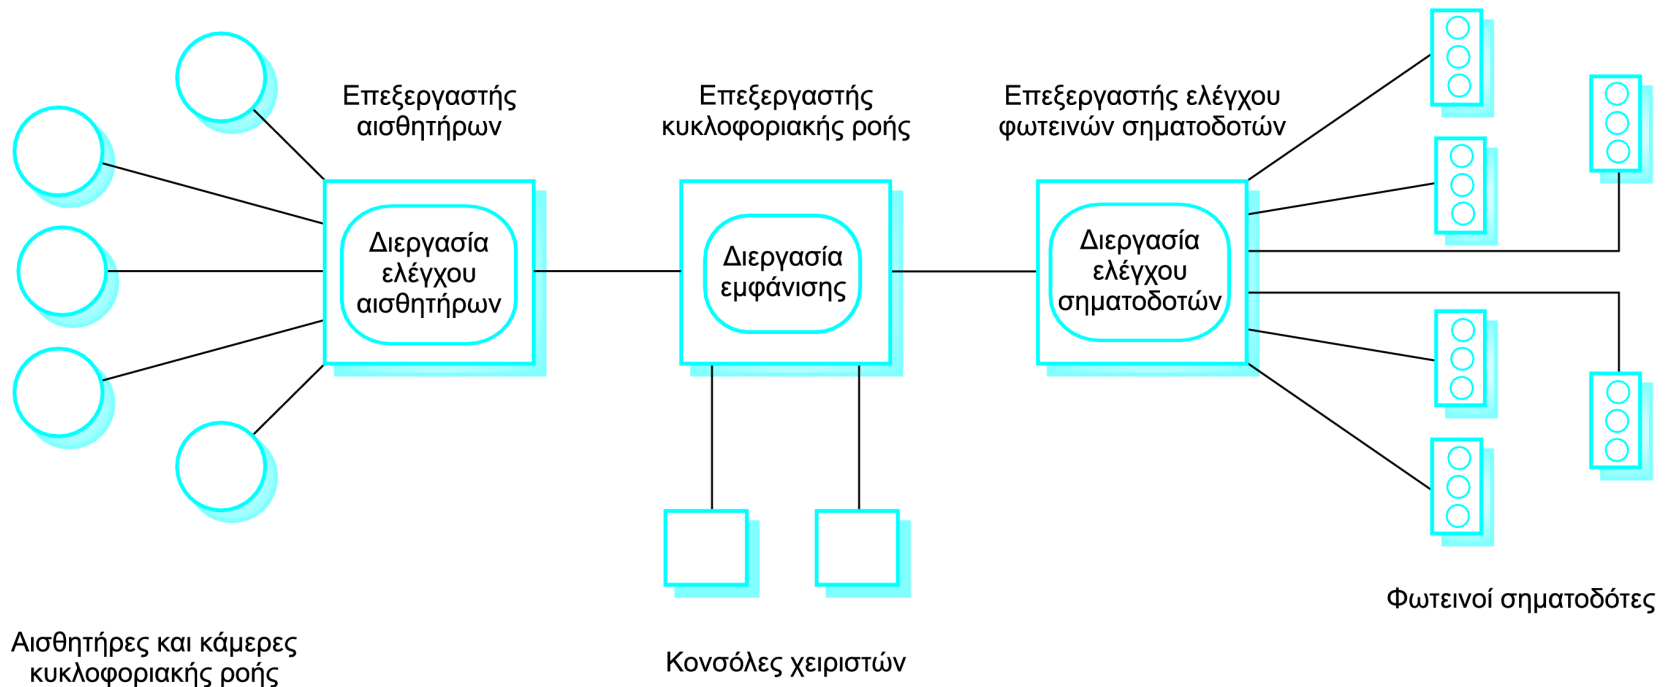 Επεξεργαστής
αισθητήρων
Επεξεργαστής
κυκλοφοριακής ροής
Επεξεργαστής ελέγχου
φωτεινών σηματοδοτών
Διεργασία
ελέγχου
αισθητήρων
Διεργασία
εμφάνισης
Διεργασία
ελέγχου
σηματοδοτών
Αισθητήρες και κάμερες
κυκλοφοριακής ροής
Κονσόλες χειριστών
Φωτεινοί σηματοδότες